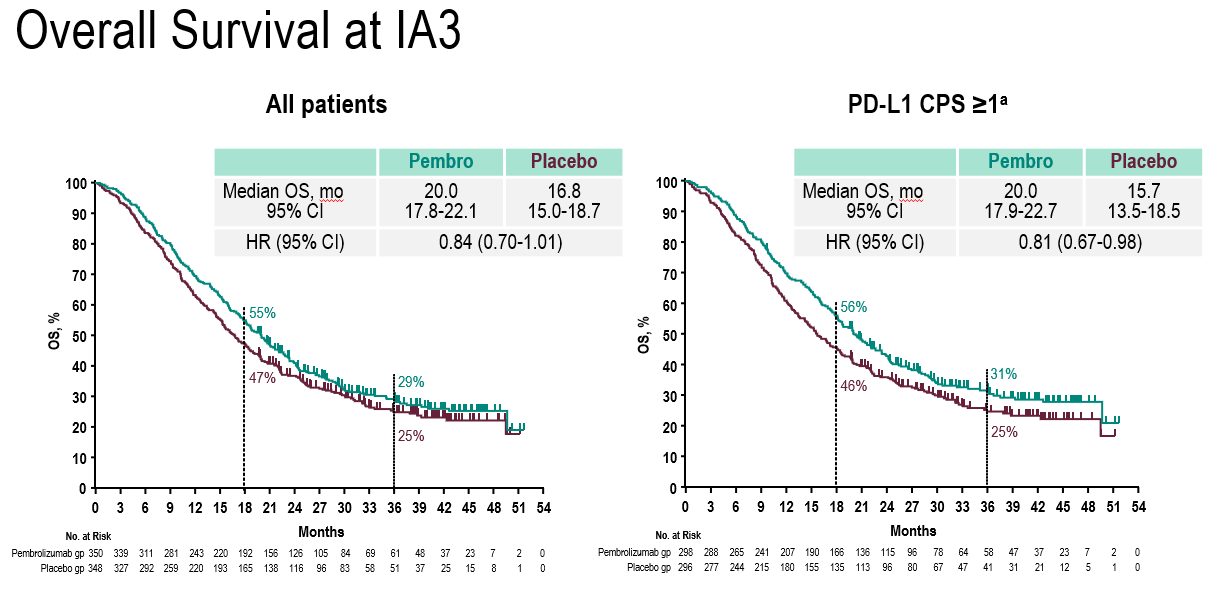 Overall Survival at IA3
All patients
Pembro Placebo
Median OS, mo 20.0 16.8
95% CI 17.8-22.1 15.0-18.7
HR (95% CI) 0.84 (0.70-1.01)
100
90
80
70
60
50
40
30
20
10
0
OS, %
55%
47%
29%
25%
0 3 6 9 12 15 18 21 24 27 30 33 36 39 42 45 48 51 54
Months
No. at Risk
Pembrolizumab gp 350 339 311 281 243 220 192 156 126 105 84 69 61 48 37 23 7 2 0
Placebo gp 348 327 292 259 220 193 165 138 116 96 83 58 51 37 25 15 8 1 0
PD-L1 CPS ≥1ª
Pembro Placebo
Median OS, mo 20.0 15.7
95% CI 17.9-22.7 13.5-18.5
HR (95% CI) 0.81 (0.67-0.98)
100
90
80
70
60
50
40
30
20
10
0
OS, %
56%
46%
31%
25%
0 3 6 9 12 15 18 21 24 27 30 33 36 39 42 45 48 51 54
Months
No. at Risk
Pembrolizumab gp 298 288 265 241 207 190 166 136 115 96 78 64 58 47 37 23 7 2 0
Placebo gp 296 277 244 215 180 155 135 113 96 80 67 47 41 31 21 12 5 1 0